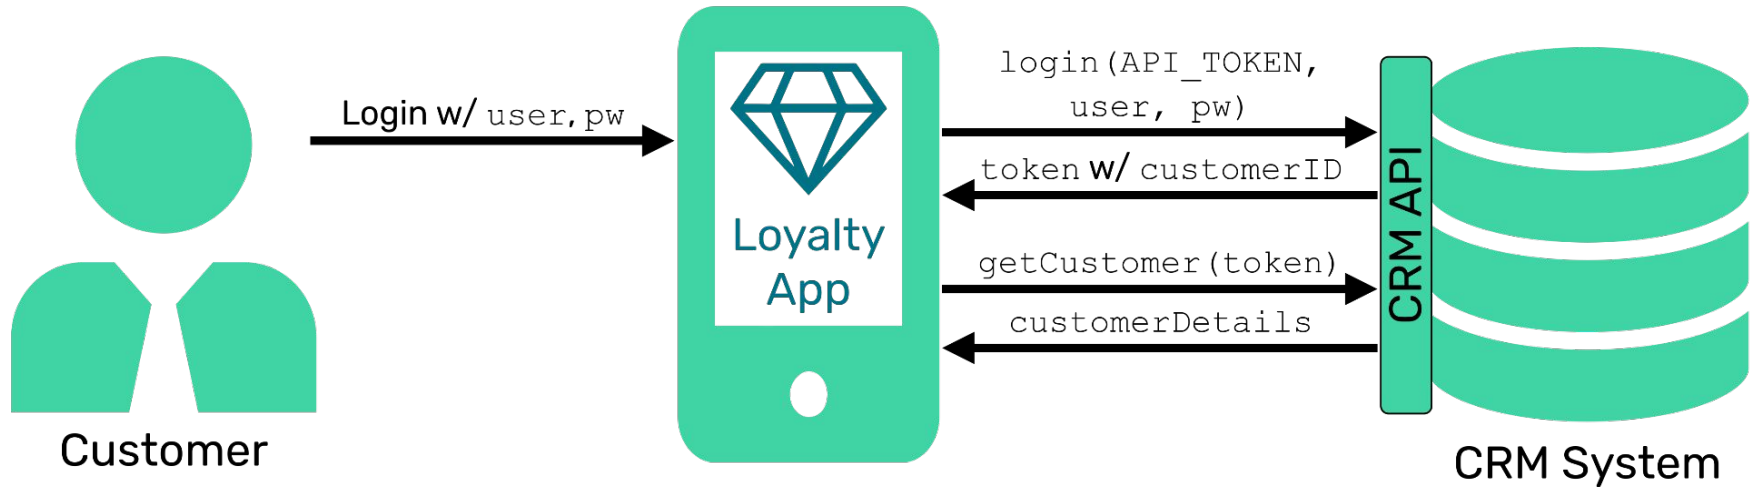 Login w/ user, pw
Loyalty
App
login(API_TOKEN,
user, pw)
token w/ customerID
getCustomer(token)
customerDetails
CRM API
Customer
CRM System